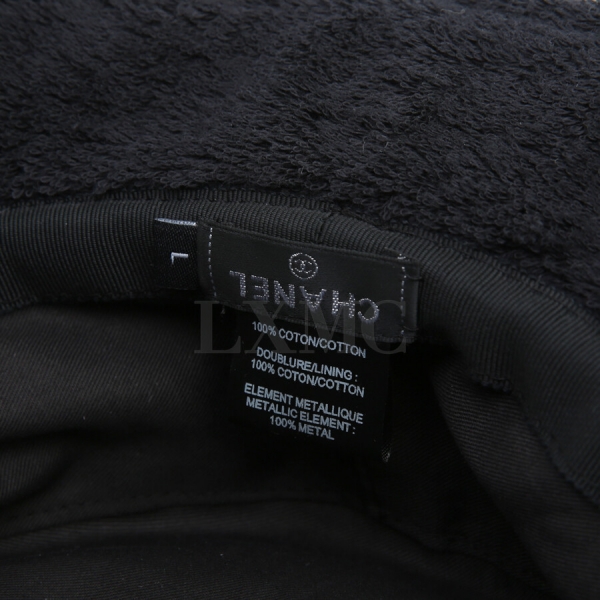 L
CHANEL
LXMC
100% COTON/COTTON
DOUBLURE/LINING :
100% COTON/COTTON
ELEMENT METALLIQUE
METALLIC ELEMENT :
100% METAL